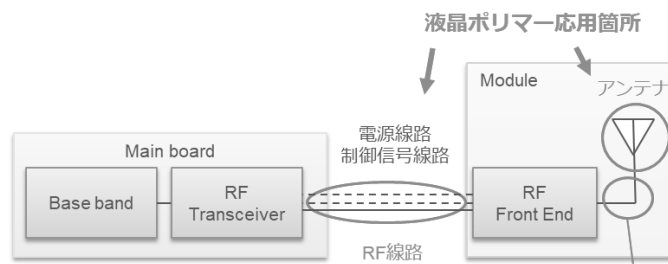 液晶ポリマー応用箇所
Module
アンテナ
電源線路
制御信号線路
Main board
Base band
RF
Transceiver
RF
Front End
RF線路